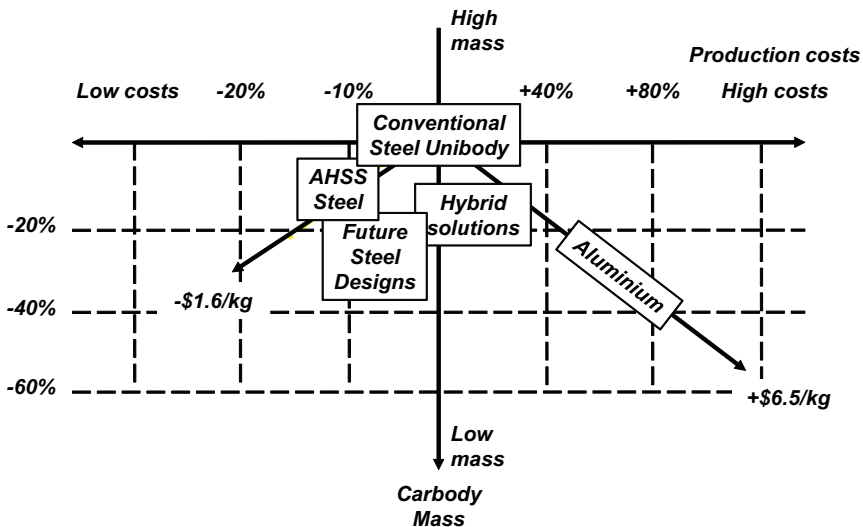 High
mass
Production costs
Low costs
-20%
-10%
+40%
+80%
High costs
Conventional
Steel Unibody
AHSS
Steel
Hybrid
solutions
-20%
Future
Steel
Designs
Aluminium
-$1.6/kg
-40%
-60%
+$6.5/kg
Low
mass
Carbody
Mass